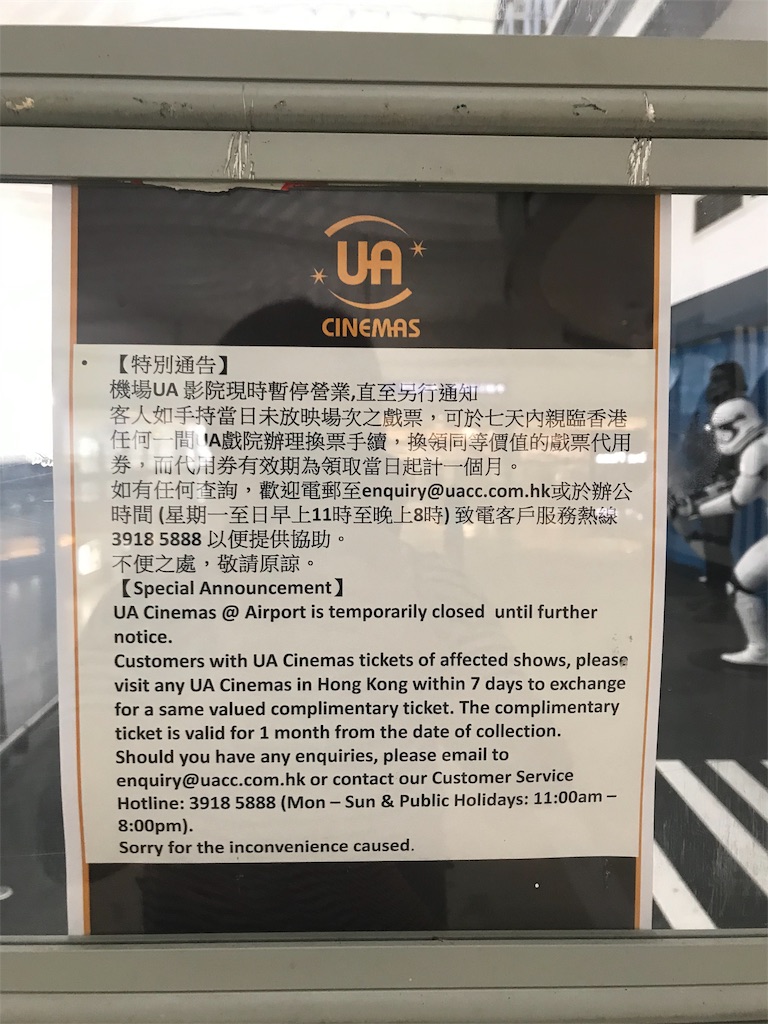 UA
CINEMAS
• 【特別通告】
機場UA 影院現時暫停營業,直至另行通知
客人如手持當日未放映場次之戲票，可於七天內親臨香港
任何一間UA戲院辦理換票手續，換領同等價值的戲票代用
券，而代用券有效期為領取當日起計一個月。
如有任何查詢，歡迎電郵至enquiry@uacc.com.hk或於辦公
時間 (星期一至日早上11時至晚上8時) 致電客戶服務熱線
3918 5888 以便提供協助。
不便之處，敬請原諒。
【Special Announcement】
UA Cinemas @ Airport is temporarily closed until further
notice.
Customers with UA Cinemas tickets of affected shows, please
visit any UA Cinemas in Hong Kong within 7 days to exchange
for a same valued complimentary ticket. The complimentary
ticket is valid for 1 month from the date of collection.
Should you have any enquiries, please email to
enquiry@uacc.com.hk or contact our Customer Service
Hotline: 3918 5888 (Mon – Sun & Public Holidays: 11:00am –
8:00pm).
Sorry for the inconvenience caused.